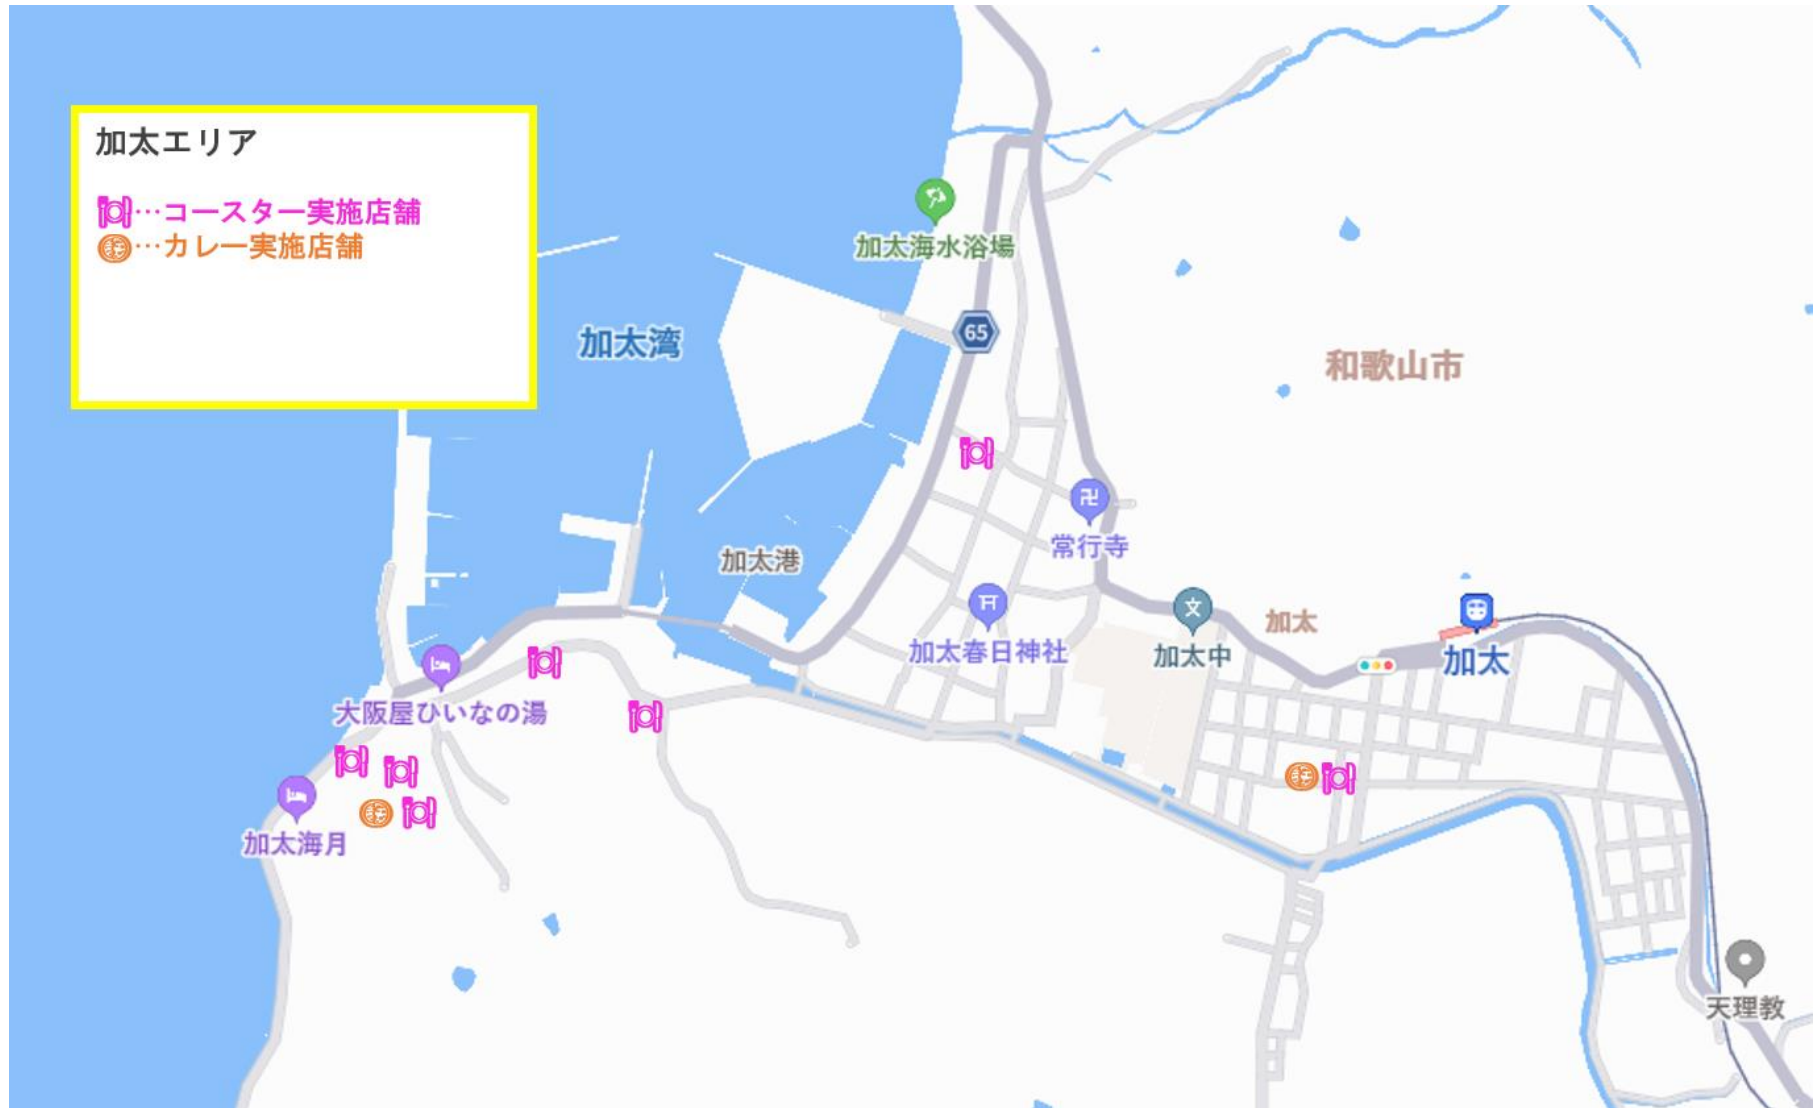 加太エリア
…コースター実施店舗
…カレー実施店舗
加太海水浴場
65
加太湾
和歌山市
加太港
卍
常行寺
加太春日神社
文
加太中
加太
加太
大阪屋ひいなの湯
加太海月
天理教